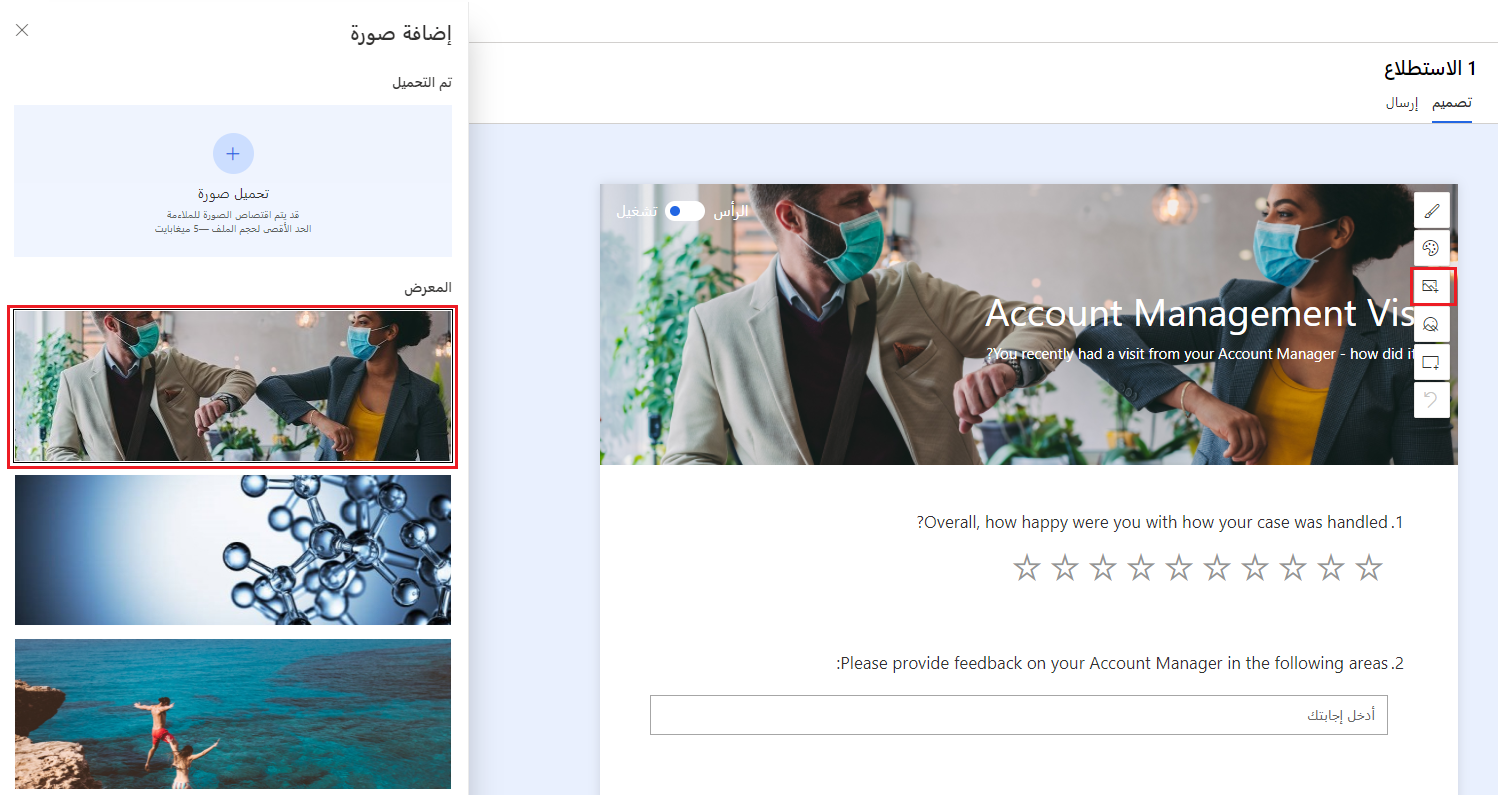 إضافة صورة
تم التحميل
تحميل صورة
قد يتم اقتصاص الصورة للملاءمة
الحد الأقصى لحجم الملف —5 ميغابايت
المعرض
1 الاستطلاع
تصميم
إرسال
الرأس
تشغيل
Account Management Vis
?You recently had a visit from your Account Manager - how did it
?Overall, how happy were you with how your case was handled .1
:Please provide feedback on your Account Manager in the following areas .2
أدخل إجابتك